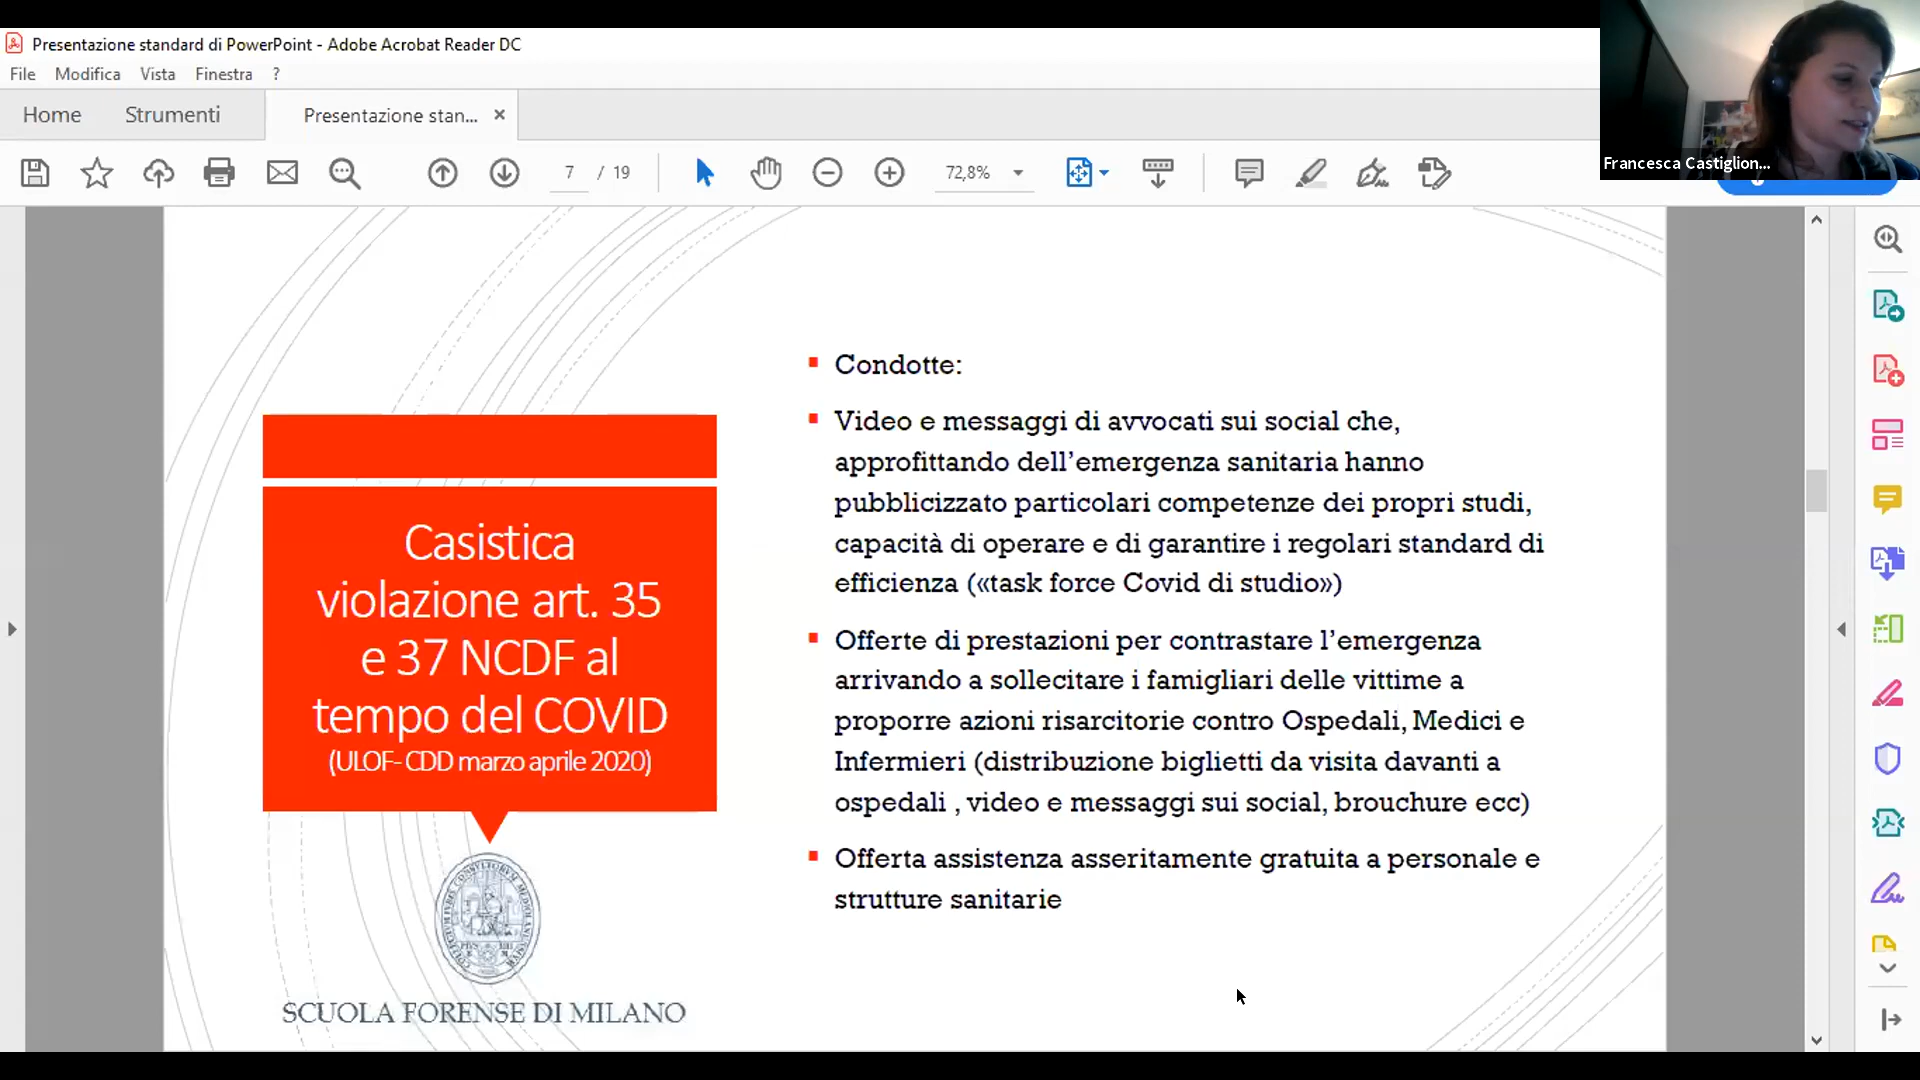 Presentazione standard di PowerPoint - Adobe Acrobat Reader DC
File Modifica Vista Finestra ?
Home Strumenti Presentazione stan... ×
7 / 19 72,8%
Francesca Castiglion...
Casistica
violazione art. 35
e 37 NCDF al
tempo del COVID
(ULOF- CDD marzo aprile 2020)
SCUOLA FORENSE DI MILANO
Condotte:
Video e messaggi di avvocati sui social che,
approfittando dell’emergenza sanitaria hanno
pubblicizzato particolari competenze dei propri studi,
capacità di operare e di garantire i regolari standard di
efficienza («task force Covid di studio»)
Offerte di prestazioni per contrastare l’emergenza
arrivando a sollecitare i famigliari delle vittime a
proporre azioni risarcitorie contro Ospedali, Medici e
Infermieri (distribuzione biglietti da visita davanti a
ospedali , video e messaggi sui social, brouchure ecc)
Offerta assistenza asseritamente gratuita a personale e
strutture sanitarie